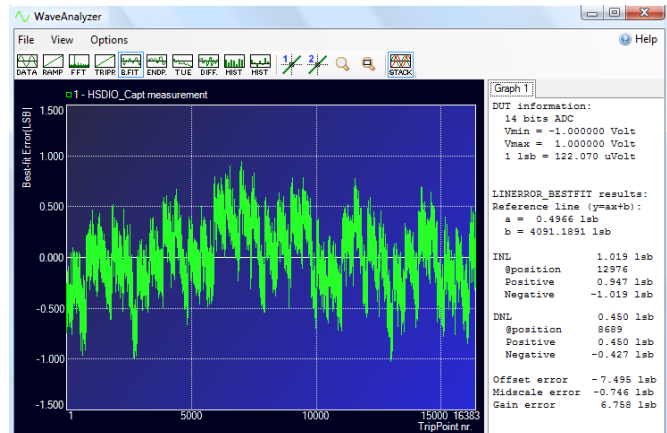 WaveAnalyzer
File View Options
Help
DATA RAMP FFT TRIPP. B.FIT ENDP. TUE DIFF. HIST HIST 1 2 STACK
1 - HSDIO_Capt measurement
Best-fit Error[LSB]
1.500
1.000
0.500
0.000
-0.500
-1.000
-1.500
1 5000 10000 15000 16383
TripPoint nr.
Graph 1
DUT information:
14 bits ADC
Vmin = -1.000000 Volt
Vmax = 1.000000 Volt
1 lsb = 122.070 uVolt
LINERROR_BESTFIT results:
Reference line (y=ax+b):
a = 0.4966 lsb
b = 4091.1891 lsb
INL 1.019 lsb
@position 12976
Positive 0.947 lsb
Negative -1.019 lsb
DNL 0.450 lsb
@position 8689
Positive 0.450 lsb
Negative -0.427 lsb
Offset error -7.495 lsb
Midscale error -0.746 lsb
Gain error 6.758 lsb